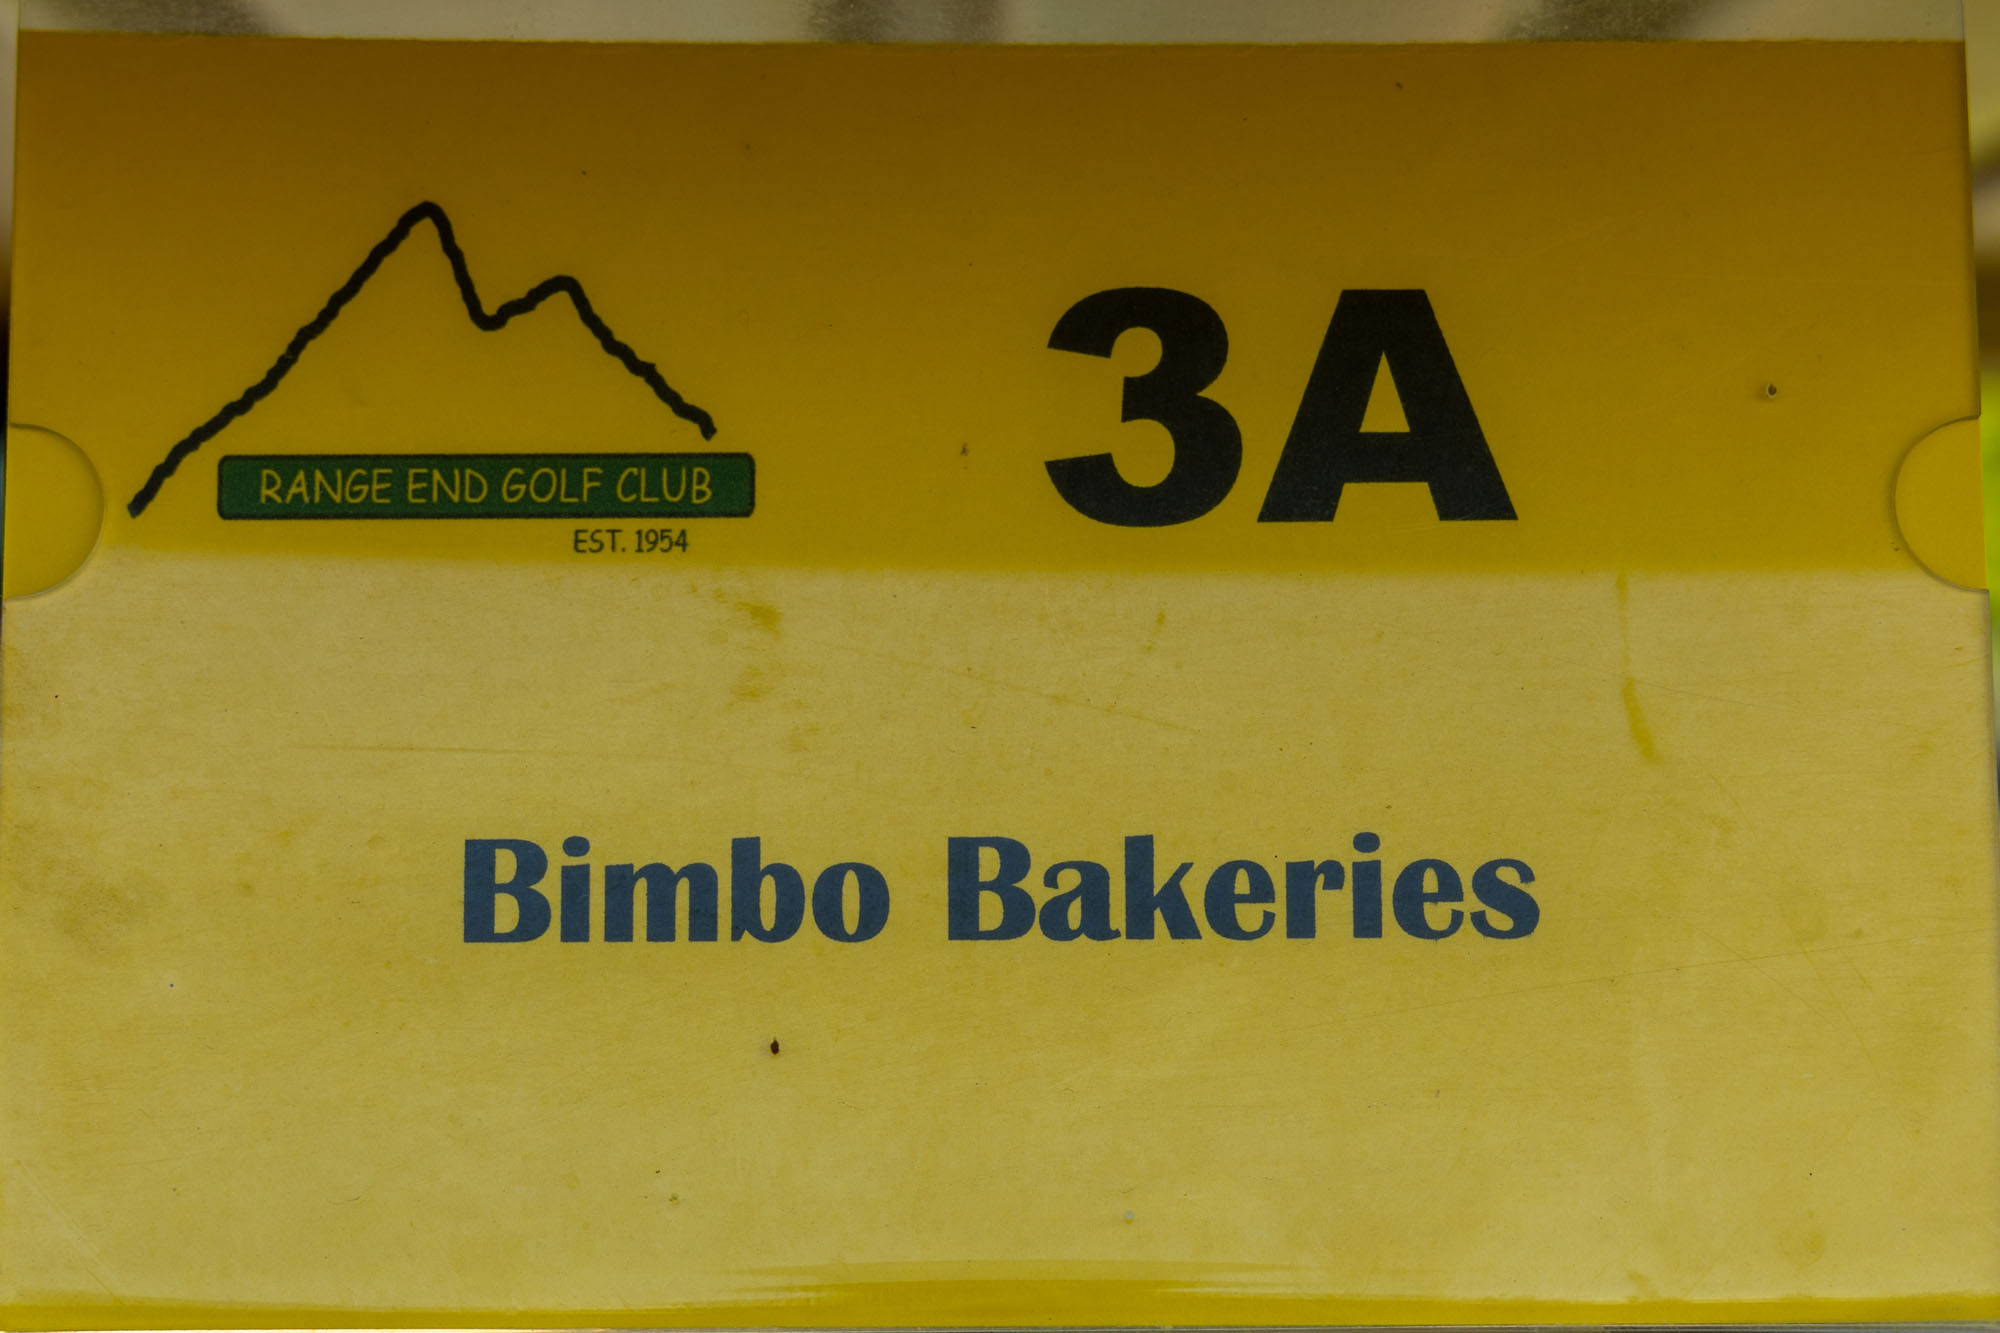 RANGE END GOLF CLUB
EST. 1954
3A
Bimbo Bakeries